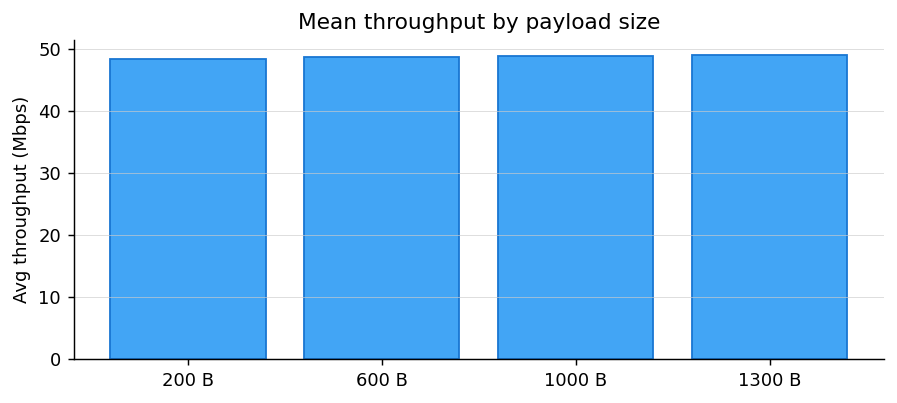 Mean throughput by payload size
Avg throughput (Mbps)
50
40
30
20
10
0
200 B
600 B
1000 B
1300 B